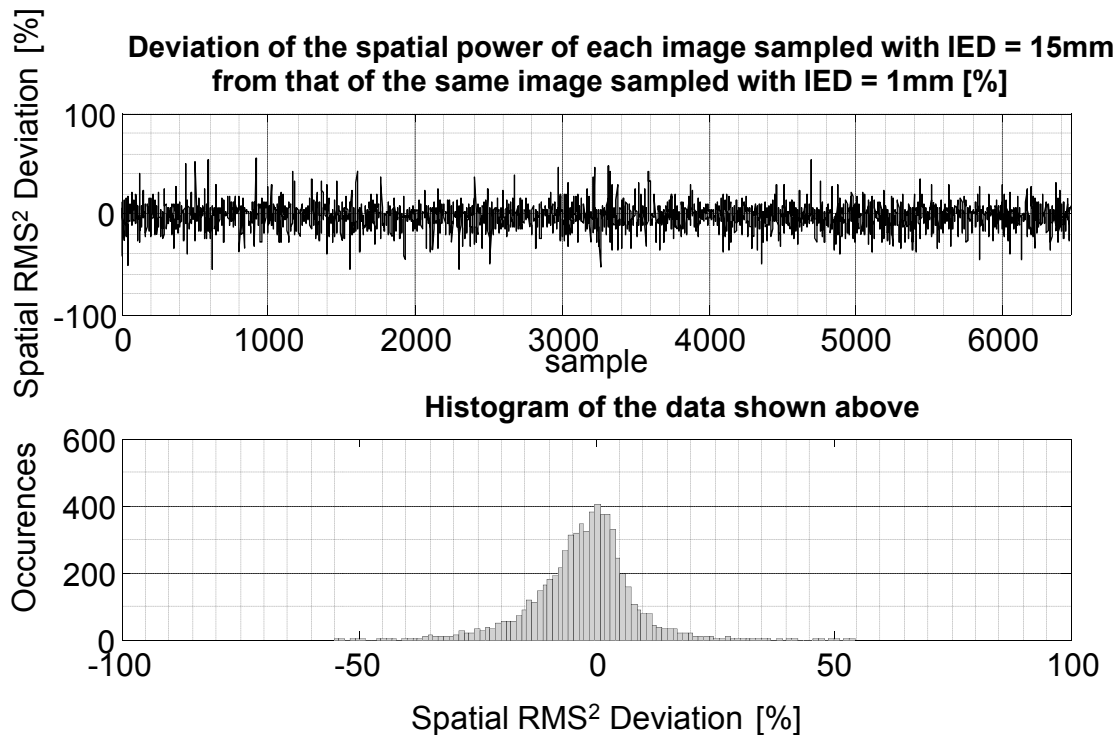 Deviation of the spatial power of each image sampled with IED = 15mm
from that of the same image sampled with IED = 1mm [%]
Spatial RMS² Deviation [%]
100
0
-100
0
1000
2000
3000
4000
5000
6000
sample
Histogram of the data shown above
Occurences
600
400
200
0
-100
-50
0
50
100
Spatial RMS² Deviation [%]